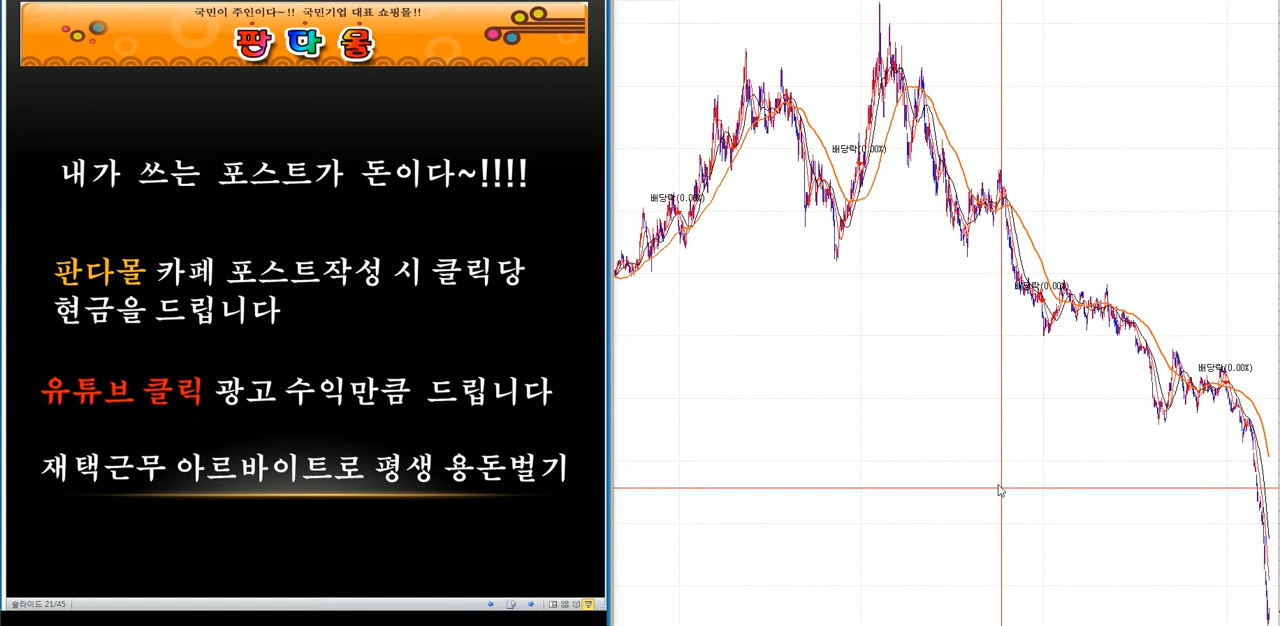 국민이 주인이다~!! 국민기업 대표 쇼핑몰!!
판다몰
내가 쓰는 포스트가 돈이다~!!!!
판다몰 카페 포스트작성 시 클릭당
현금을 드립니다
유튜브 클릭 광고 수익만큼 드립니다
재택근무 아르바이트로 평생 용돈벌기
슬라이드 21/45
배당락(0.00%)
배당락(0.00%)
배당락(0.00%)
배당락(0.00%)